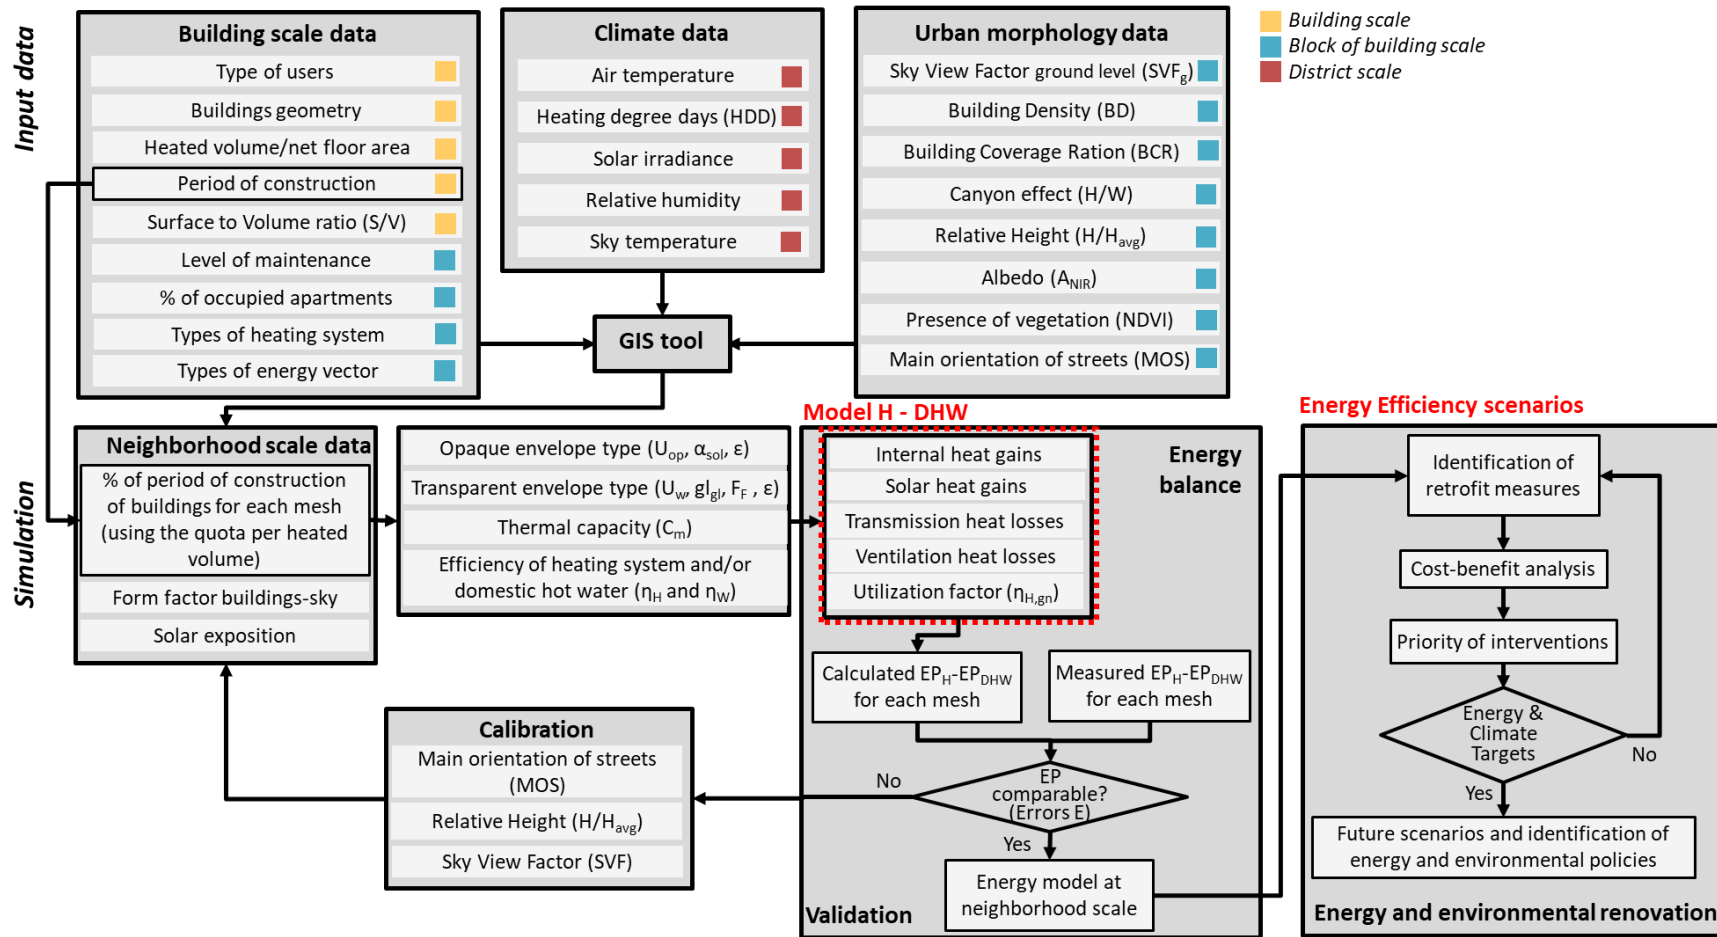 Input data
Building scale data
Type of users
Buildings geometry
Heated volume/net floor area
Period of construction
Surface to Volume ratio (S/V)
Level of maintenance
% of occupied apartments
Types of heating system
Types of energy vector
Climate data
Air temperature
Heating degree days (HDD)
Solar irradiance
Relative humidity
Sky temperature
Urban morphology data
Sky View Factor ground level (SVFg)
Building Density (BD)
Building Coverage Ration (BCR)
Canyon effect (H/W)
Relative Height (H/Havg)
Albedo (ANIR)
Presence of vegetation (NDVI)
Main orientation of streets (MOS)
Building scale
Block of building scale
District scale
GIS tool
Simulation
Neighborhood scale data
% of period of construction
of buildings for each mesh
(using the quota per heated
volume)
Form factor buildings-sky
Solar exposition
Opaque envelope type (Uop, αsol, ε)
Transparent envelope type (Uw, glgl, FF , ε)
Thermal capacity (Cm)
Efficiency of heating system and/or
domestic hot water (ηH and ηW)
Model H - DHW
Internal heat gains
Solar heat gains
Transmission heat losses
Ventilation heat losses
Utilization factor (ηH,gn)
Energy
balance
Calculated EPH-EPDHW
for each mesh
Measured EPH-EPDHW
for each mesh
EP
comparable?
(Errors E)
No
Yes
Energy model at
neighborhood scale
Validation
Calibration
Main orientation of streets
(MOS)
Relative Height (H/Havg)
Sky View Factor (SVF)
Energy Efficiency scenarios
Identification of
retrofit measures
Cost-benefit analysis
Priority of interventions
Energy &
Climate
Targets
No
Yes
Future scenarios and identification of
energy and environmental policies
Energy and environmental renovation